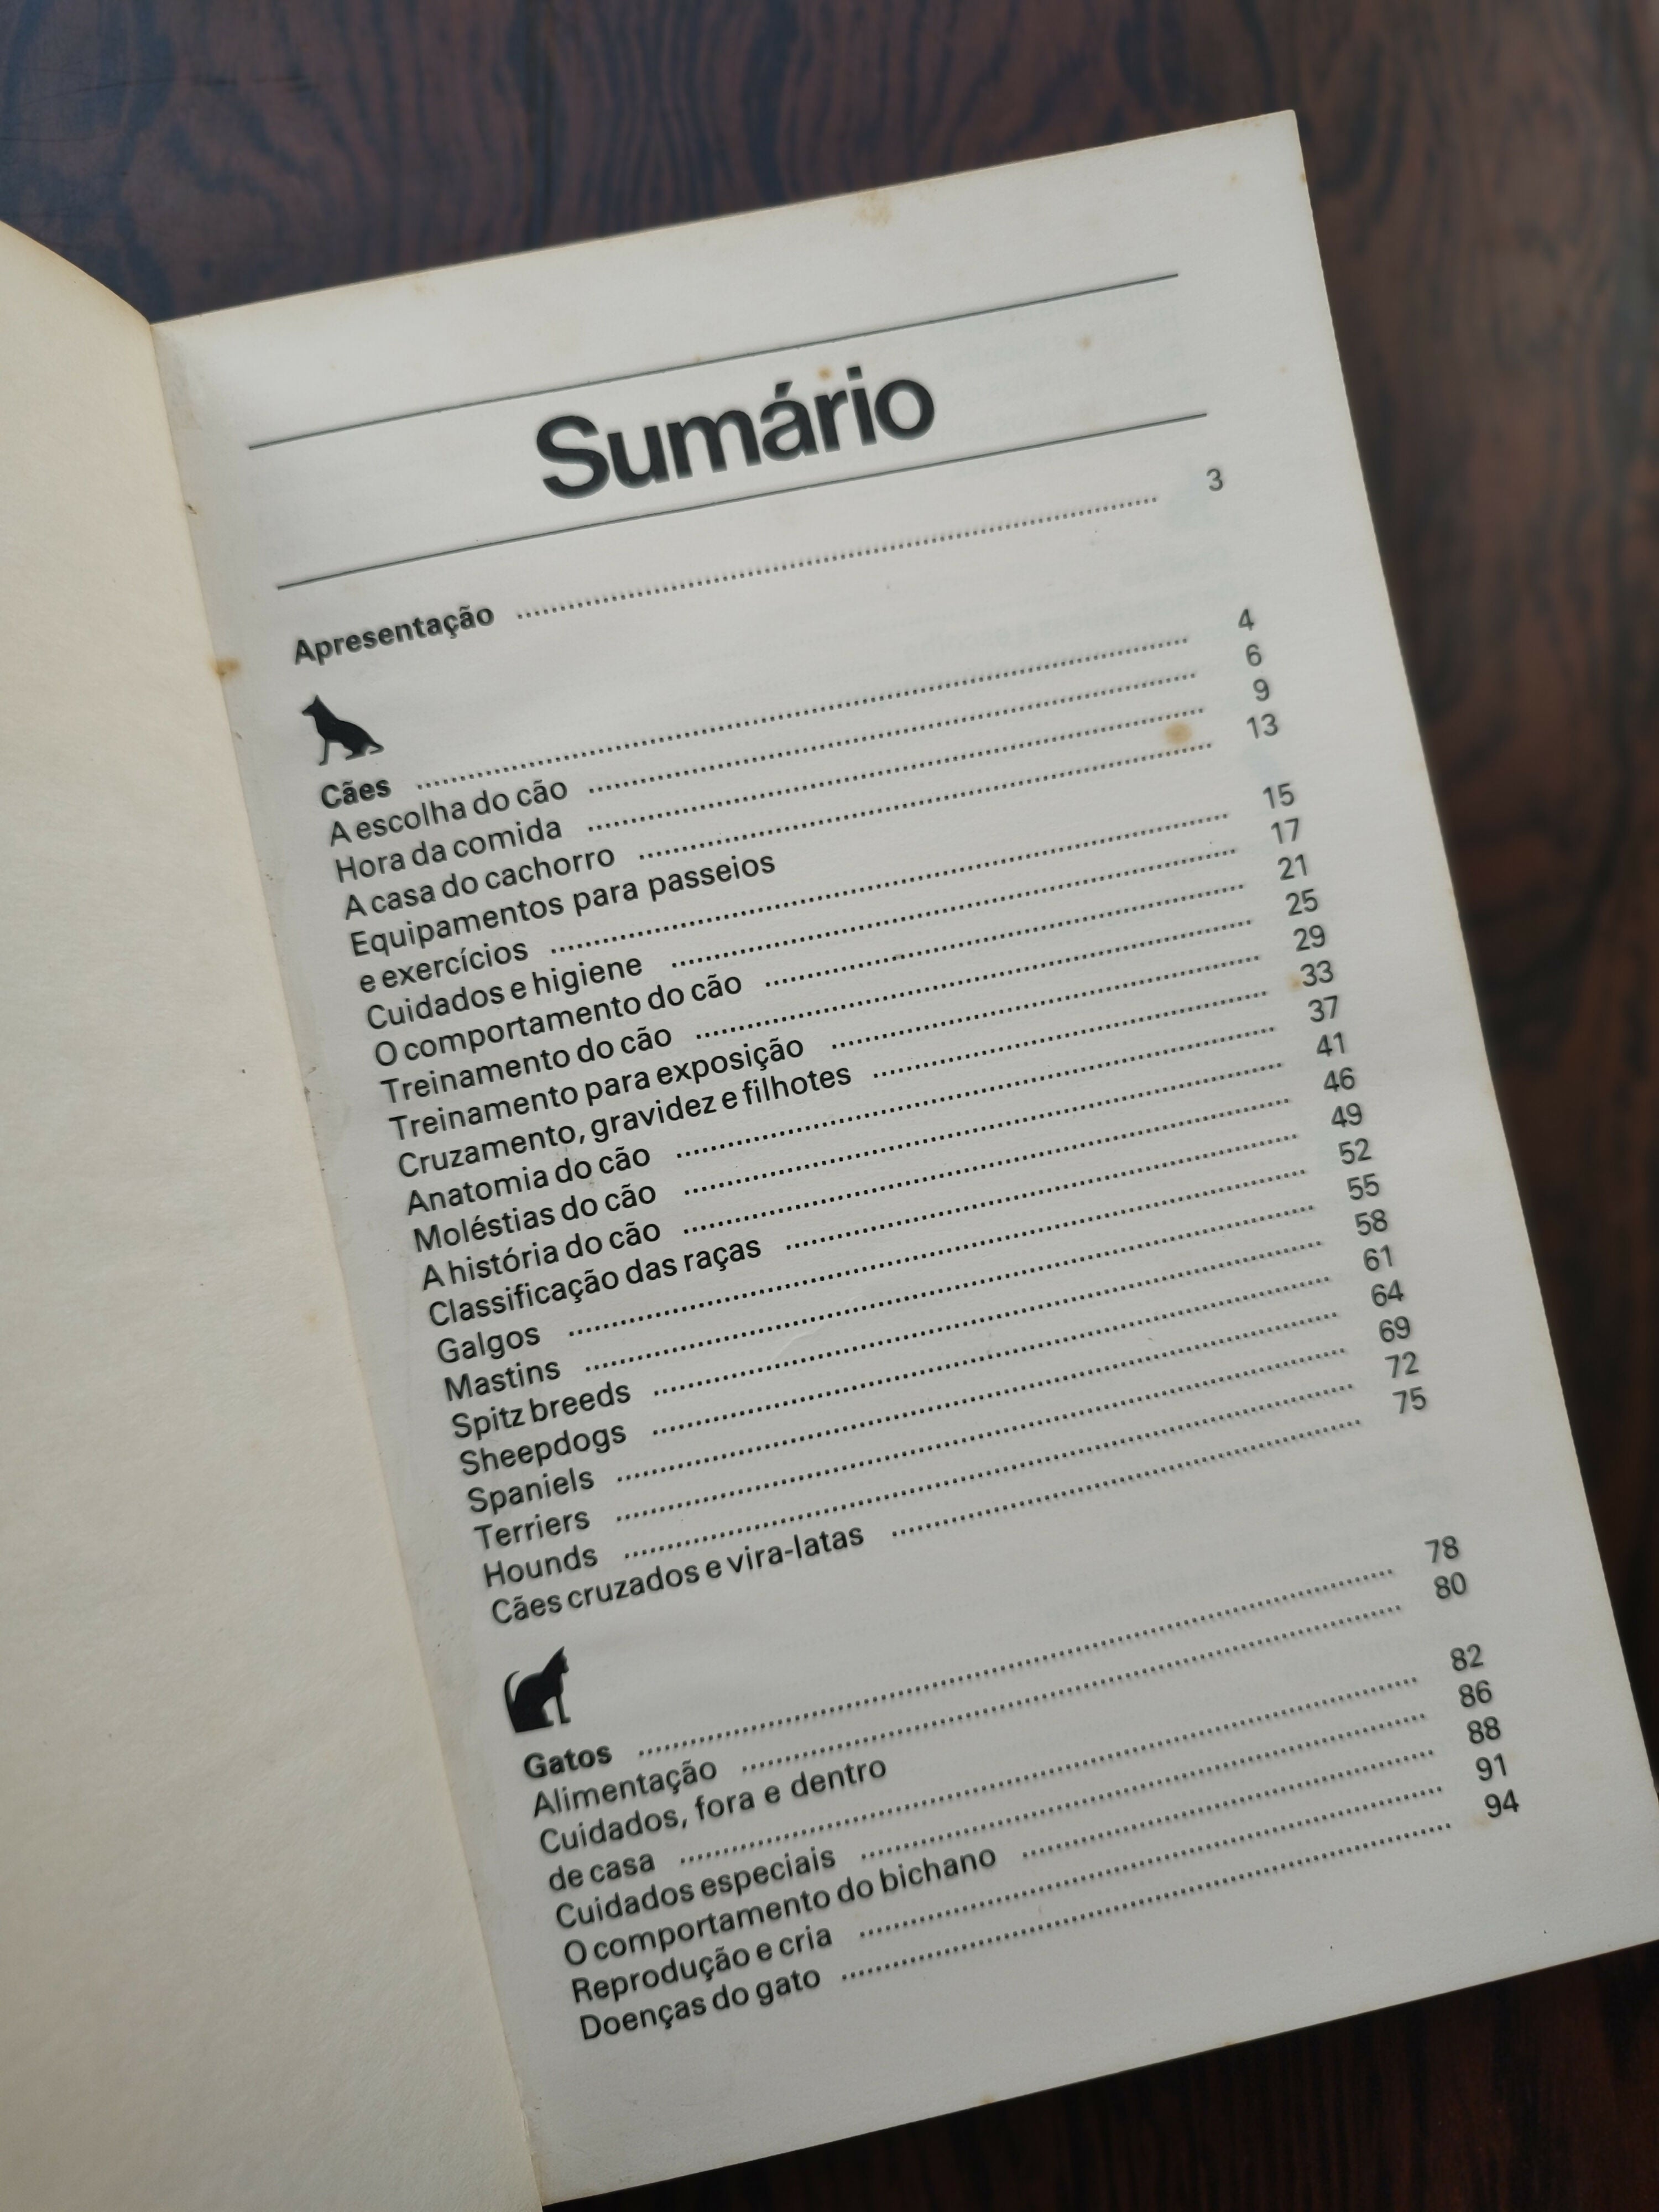 Sumário
Apresentação ........ 3
Cães ........ 4
A escolha do cão ........ 6
Hora da comida ........ 9
A casa do cachorro ........ 13
Equipamentos para passeios
e exercícios ........ 15
Cuidados e higiene ........ 17
O comportamento do cão ........ 21
Treinamento do cão ........ 25
Treinamento para exposição ........ 29
Cruzamento, gravidez e filhotes ........ 33
Anatomia do cão ........ 37
Moléstias do cão ........ 41
A história do cão ........ 46
Classificação das raças ........ 49
Galgos ........ 52
Mastins ........ 55
Spitz breeds ........ 58
Sheepdogs ........ 61
Spaniels ........ 64
Terriers ........ 69
Hounds ........ 72
Cães cruzados e vira-latas ........ 75
Gatos ........ 78
Alimentação ........ 80
Cuidados, fora e dentro
de casa ........ 82
Cuidados especiais ........ 86
O comportamento do bichano ........ 88
Reprodução e cria ........ 91
Doenças do gato ........ 94